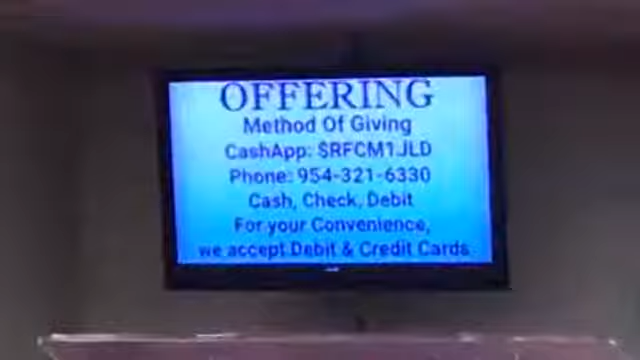 OFFERING
Method Of Giving
CashApp: $RFCM1JLD
Phone: 954-321-6330
Cash, Check, Debit
For your Convenience,
we accept Debit & Credit Cards